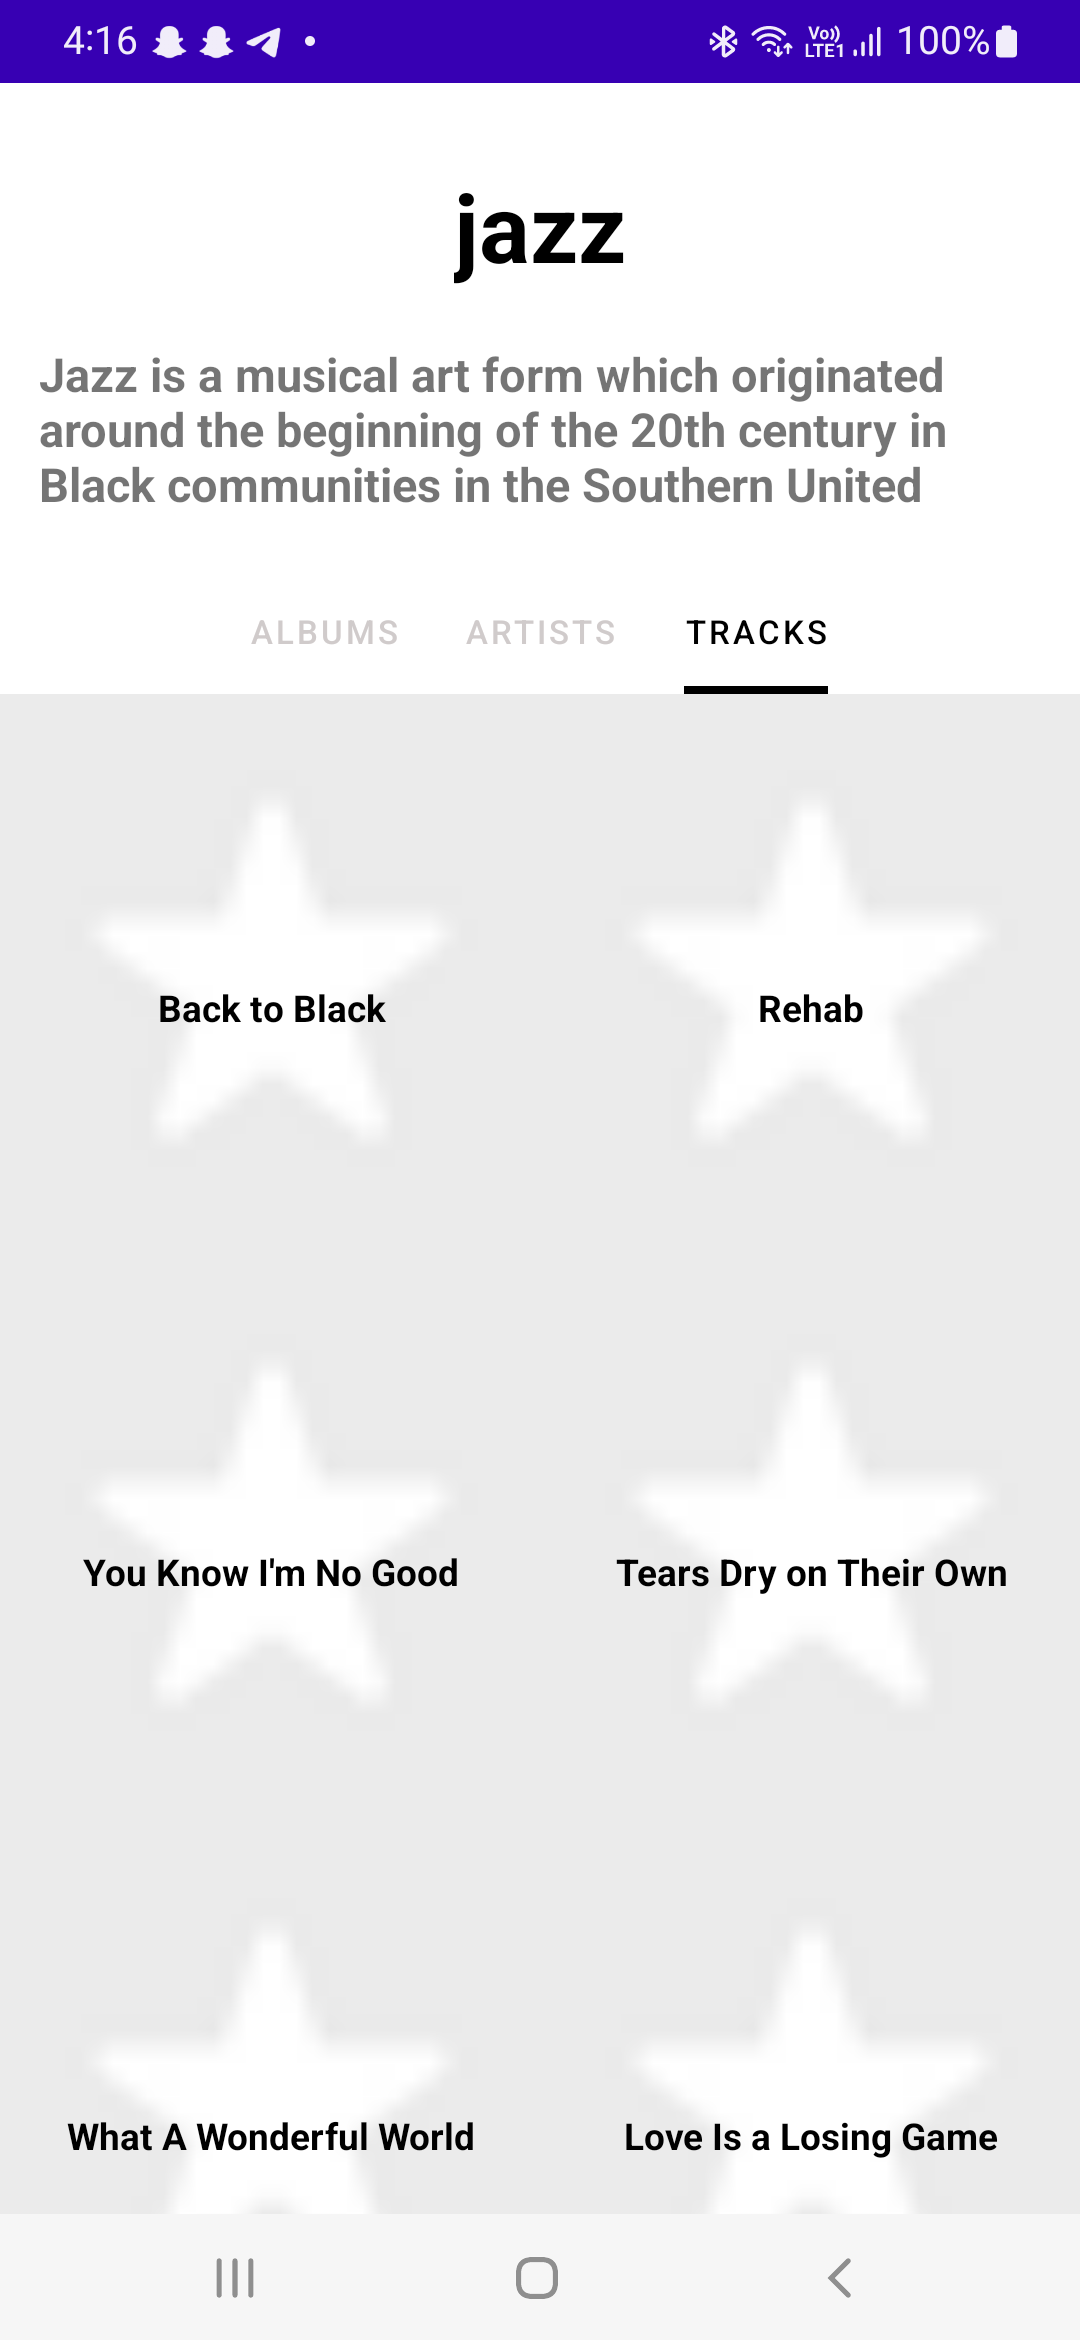 4:16
Vo)) LTE1 100%
jazz
Jazz is a musical art form which originated
around the beginning of the 20th century in
Black communities in the Southern United
ALBUMS ARTISTS TRACKS
Back to Black Rehab
You Know I'm No Good Tears Dry on Their Own
What A Wonderful World Love Is a Losing Game